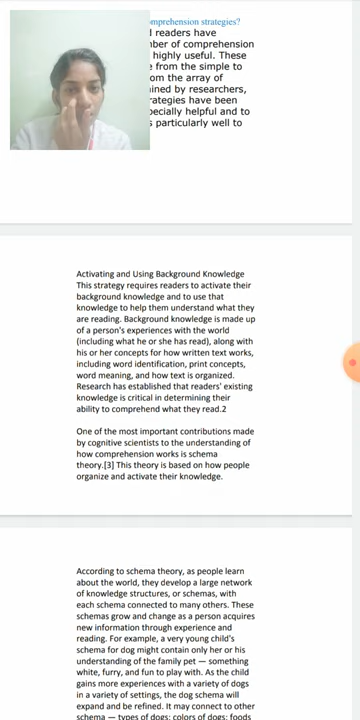 omprehension strategies?
l readers have
ber of comprehension
highly useful. These
from the simple to
om the array of
ined by researchers,
rategies have been
pecially helpful and to
s particularly well to
Activating and Using Background Knowledge
This strategy requires readers to activate their
background knowledge and to use that
knowledge to help them understand what they
are reading. Background knowledge is made up
of a person's experiences with the world
(including what he or she has read), along with
his or her concepts for how written text works,
including word identification, print concepts,
word meaning, and how text is organized.
Research has established that readers' existing
knowledge is critical in determining their
ability to comprehend what they read.2
One of the most important contributions made
by cognitive scientists to the understanding of
how comprehension works is schema
theory.[3] This theory is based on how people
organize and activate their knowledge.
According to schema theory, as people learn
about the world, they develop a large network
of knowledge structures, or schemas, with
each schema connected to many others. These
schemas grow and change as a person acquires
new information through experience and
reading. For example, a very young child's
schema for dog might contain only her or his
understanding of the family pet — something
white, furry, and fun to play with. As the child
gains more experiences with a variety of dogs
in a variety of settings, the dog schema will
expand and be refined. It may connect to other
schema — types of dogs; colors of dogs; foods